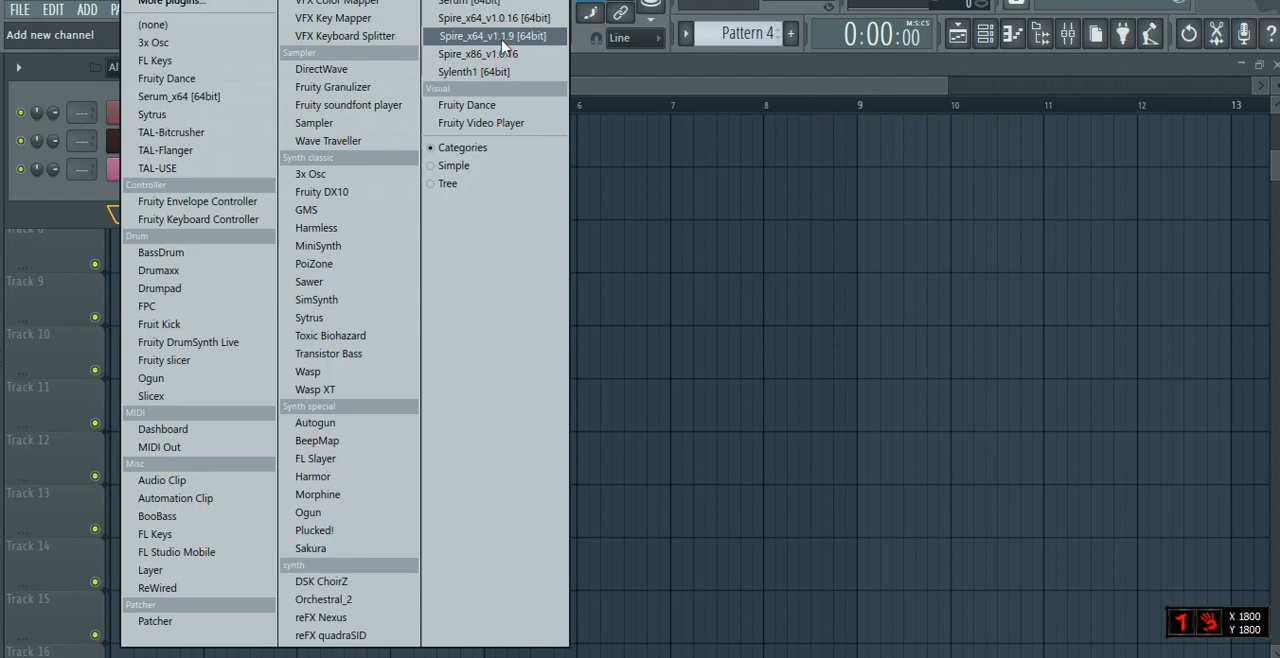 FILE EDIT ADD PA
Add new channel
More plugins...
(none)
3x Osc
FL Keys
Fruity Dance
Serum_x64 [64bit]
Sytrus
TAL-Bitcrusher
TAL-Flanger
TAL-USE
Controller
Fruity Envelope Controller
Fruity Keyboard Controller
Drum
BassDrum
Drumaxx
Drumpad
FPC
Fruit Kick
Fruity DrumSynth Live
Fruity slicer
Ogun
Slicex
MIDI
Dashboard
MIDI Out
Misc
Audio Clip
Automation Clip
BooBass
FL Keys
FL Studio Mobile
Layer
ReWired
Patcher
Patcher
VFX Color Mapper
VFX Key Mapper
VFX Keyboard Splitter
Sampler
DirectWave
Fruity Granulizer
Fruity soundfont player
Sampler
Wave Traveller
Synth classic
3x Osc
Fruity DX10
GMS
Harmless
MiniSynth
PoiZone
Sawer
SimSynth
Sytrus
Toxic Biohazard
Transistor Bass
Wasp
Wasp XT
Synth special
Autogun
BeepMap
FL Slayer
Harmor
Morphine
Ogun
Plucked!
Sakura
synth
DSK ChoirZ
Orchestral_2
reFX Nexus
reFX quadraSID
Serum [64bit]
Spire_x64_v1.0.16 [64bit]
Spire_x64_v1.1.9 [64bit]
Spire_x86_v1.0.16
Sylenth1 [64bit]
Visual
Fruity Dance
Fruity Video Player
Categories
Simple
Tree
Line
Pattern 4
+
M:S:CS
0:00:00
?
6 7 8 9 10 11 12 13
Track 9
Track 10
Track 11
Track 12
Track 13
Track 14
Track 15
Track 16
X 1800
Y 1800